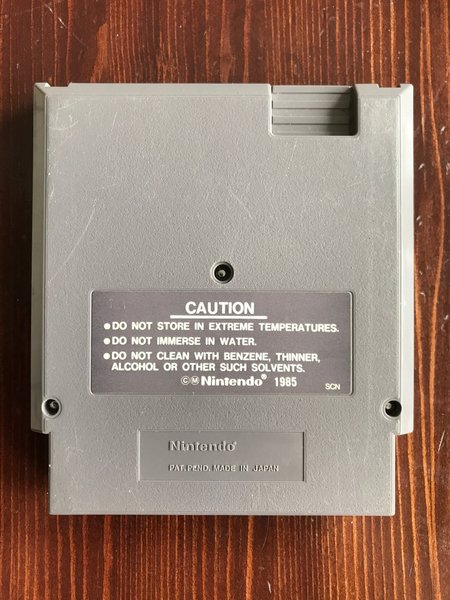 CAUTION
●DO NOT STORE IN EXTREME TEMPERATURES.
●DO NOT IMMERSE IN WATER.
●DO NOT CLEAN WITH BENZENE, THINNER,
ALCOHOL OR OTHER SUCH SOLVENTS.
©Ⓜ Nintendo® 1985 SCN
Nintendo®
PAT. PEND. MADE IN JAPAN